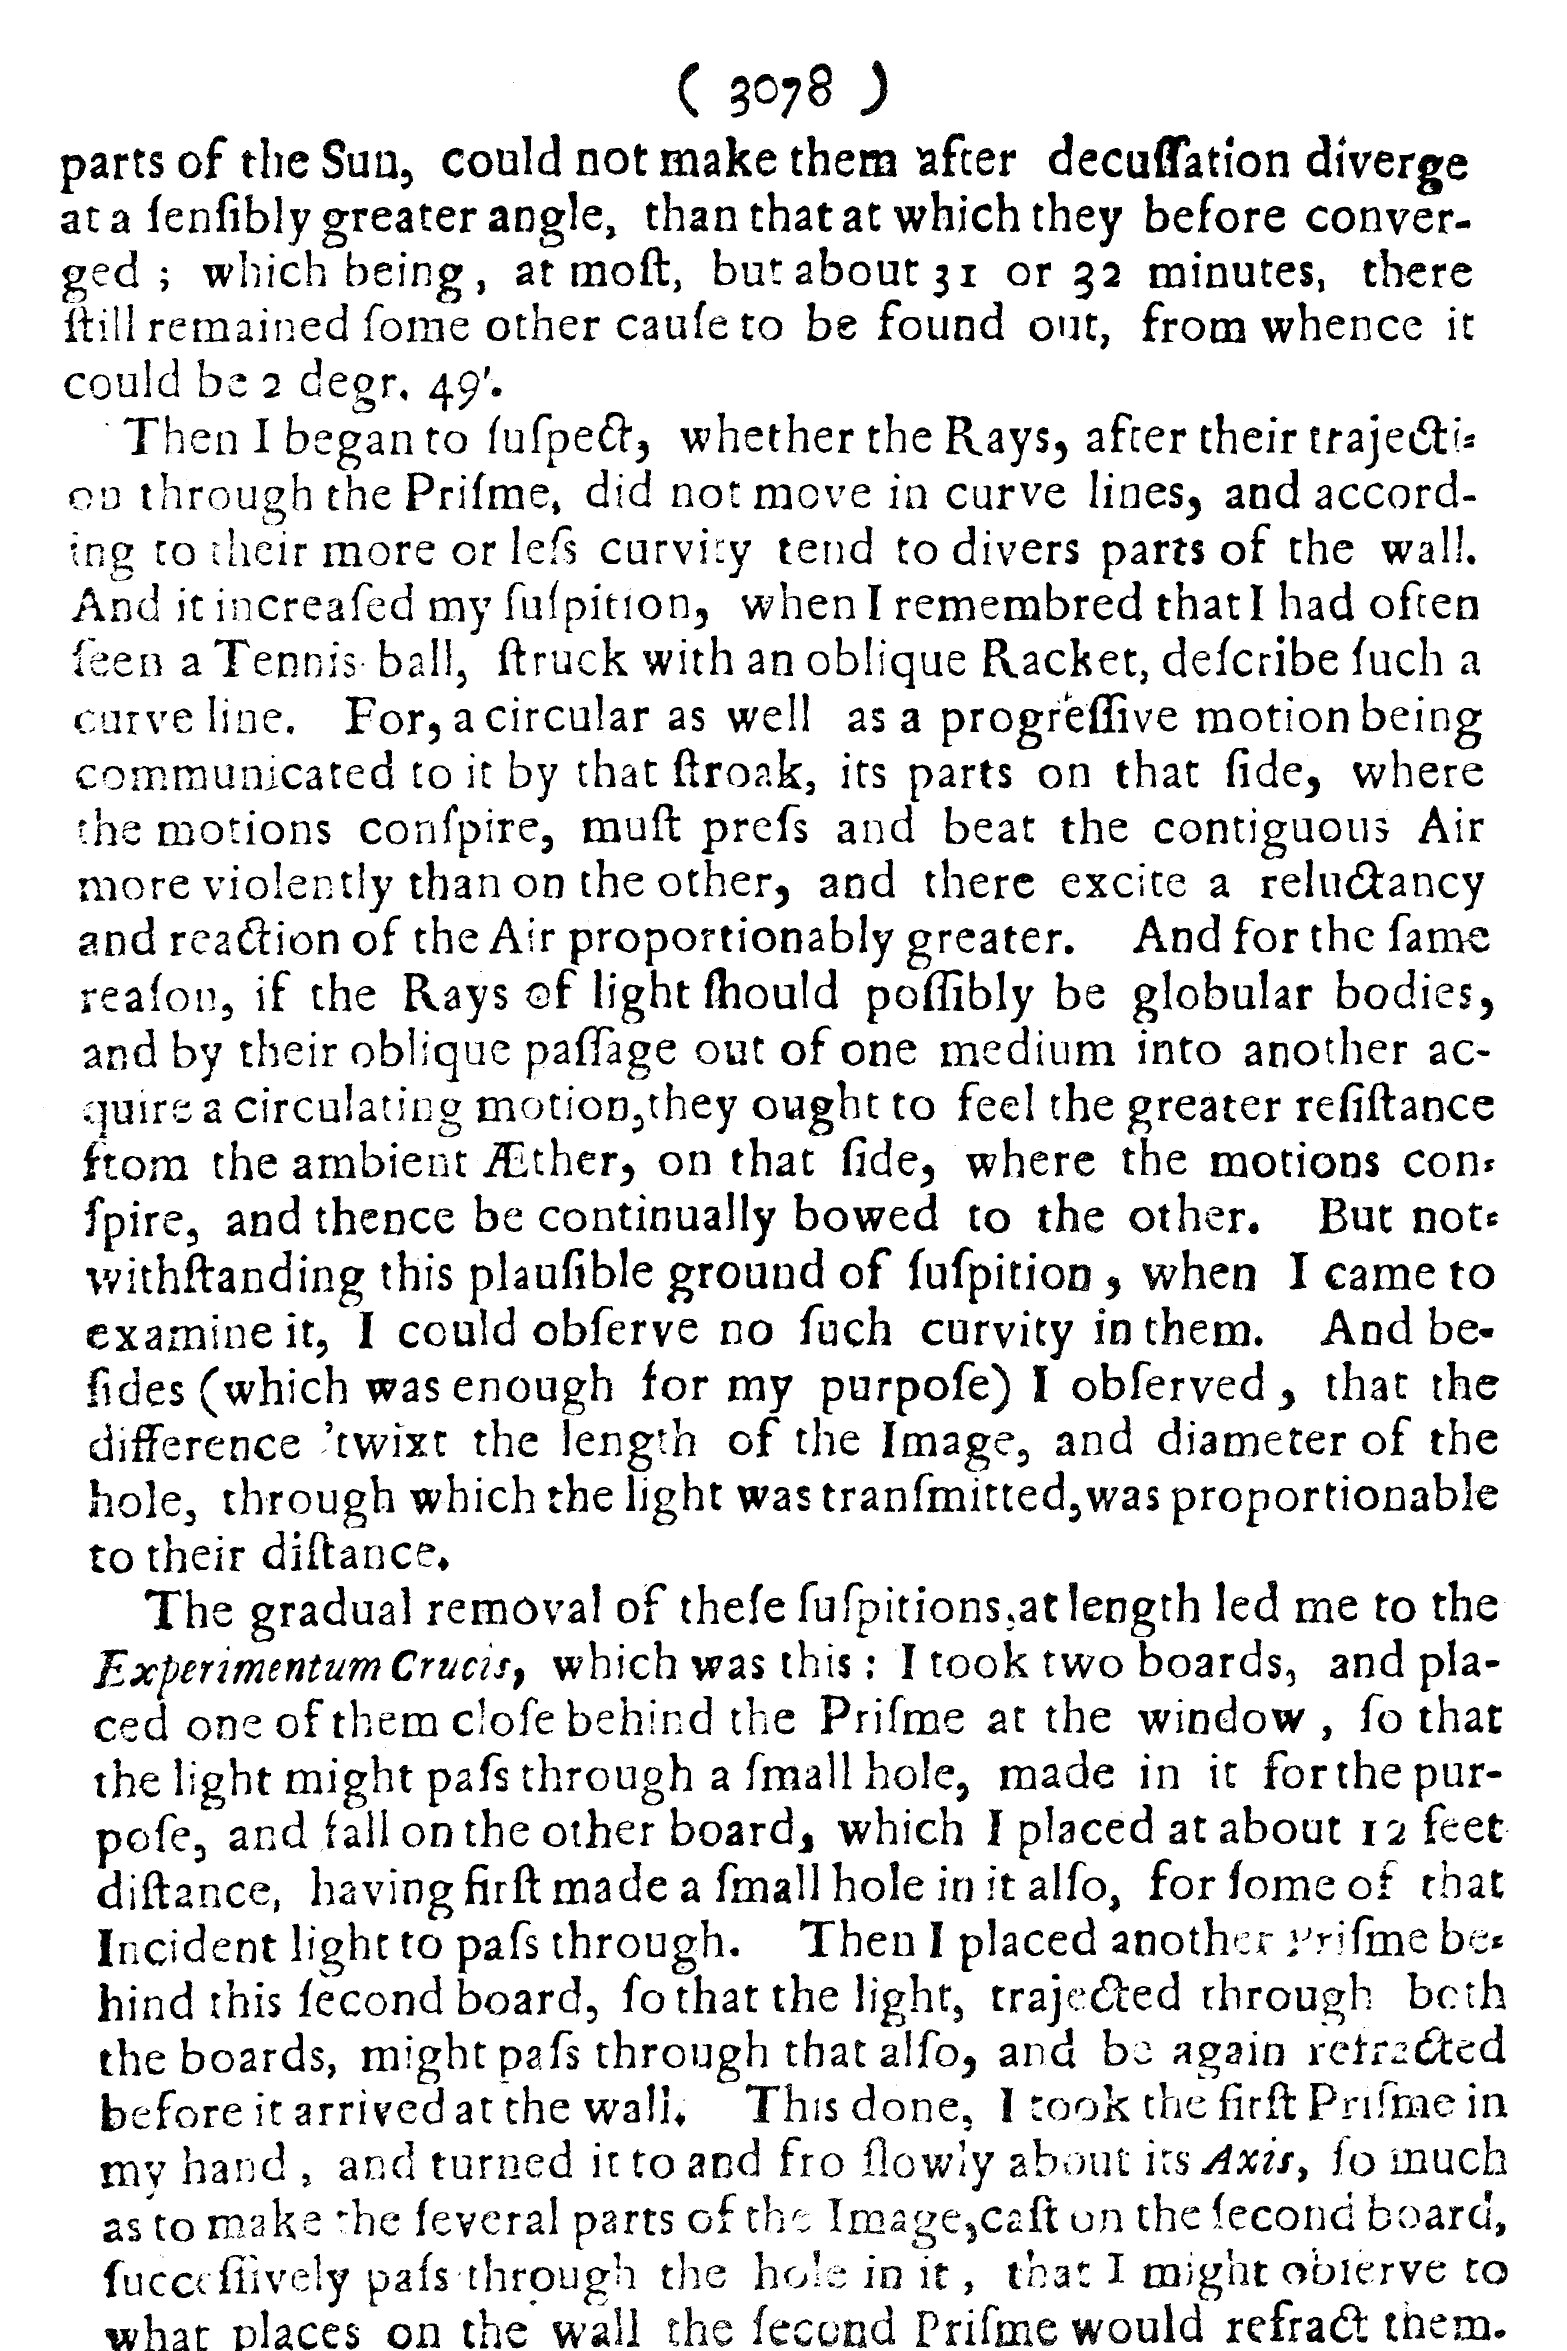 ( 3078 )
parts of the Sun, could not make them after decuſſation diverge
at a ſenſibly greater angle, than that at which they before conver-
ged ; which being, at moſt, but about 31 or 32 minutes, there
ſtill remained ſome other cauſe to be found out, from whence it
could be 2 degr. 49'.
Then I began to ſuſpect, whether the Rays, after their trajecti-
on through the Priſme, did not move in curve lines, and accord-
ing to their more or leſs curvity tend to divers parts of the wall.
And it increaſed my ſuſpition, when I remembred that I had often
ſeen a Tennis ball, ſtruck with an oblique Racket, deſcribe ſuch a
curve line. For, a circular as well as a progreſſive motion being
communicated to it by that ſtroak, its parts on that ſide, where
the motions conſpire, muſt preſs and beat the contiguous Air
more violently than on the other, and there excite a reluctancy
and reaction of the Air proportionably greater. And for the ſame
reaſon, if the Rays of light ſhould poſſibly be globular bodies,
and by their oblique paſſage out of one medium into another ac-
quire a circulating motion, they ought to feel the greater reſiſtance
from the ambient Æther, on that ſide, where the motions con-
ſpire, and thence be continually bowed to the other. But not-
withſtanding this plauſible ground of ſuſpition, when I came to
examine it, I could obſerve no ſuch curvity in them. And be-
ſides (which was enough for my purpoſe) I obſerved, that the
difference 'twixt the length of the Image, and diameter of the
hole, through which the light was tranſmitted, was proportionable
to their diſtance.
The gradual removal of theſe ſuſpitions, at length led me to the
Experimentum Crucis, which was this: I took two boards, and pla-
ced one of them cloſe behind the Priſme at the window, ſo that
the light might paſs through a ſmall hole, made in it for the pur-
poſe, and fall on the other board, which I placed at about 12 feet
diſtance, having firſt made a ſmall hole in it alſo, for ſome of that
Incident light to paſs through. Then I placed another Priſme be-
hind this ſecond board, ſo that the light, trajected through both
the boards, might paſs through that alſo, and be again refracted
before it arrived at the wall. This done, I took the firſt Priſme in
my hand, and turned it to and fro ſlowly about its Axis, ſo much
as to make the ſeveral parts of the Image, caſt on the ſecond board,
ſucceſſively paſs through the hole in it, that I might obſerve to
what places on the wall the ſecond Priſme would refract them.